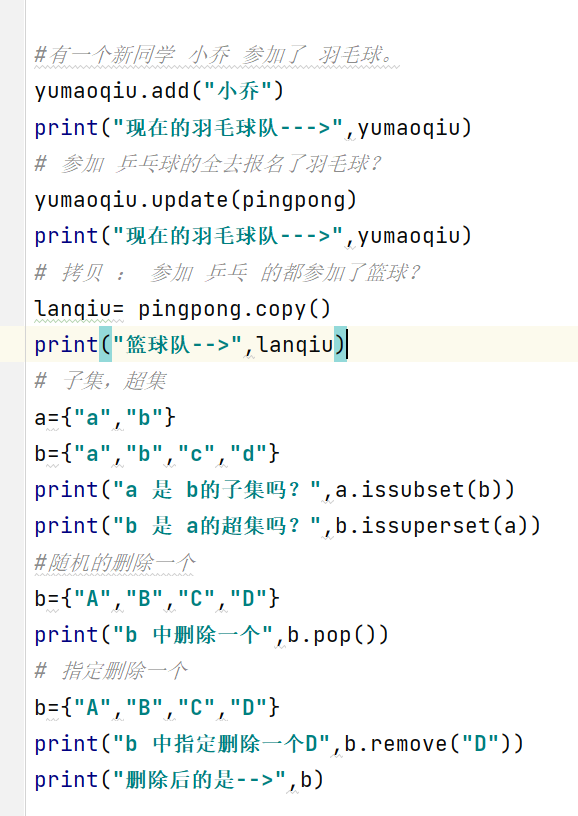 #有一个新同学 小乔 参加了 羽毛球。
yumaoqiu.add("小乔")
print("现在的羽毛球队--->",yumaoqiu)
# 参加 乒乓球的全去报名了羽毛球？
yumaoqiu.update(pingpong)
print("现在的羽毛球队--->",yumaoqiu)
# 拷贝 ： 参加 乒乓 的都参加了篮球？
lanqiu= pingpong.copy()
print("篮球队-->",lanqiu)
# 子集，超集
a={"a","b"}
b={"a","b","c","d"}
print("a 是 b的子集吗？",a.issubset(b))
print("b 是 a的超集吗？",b.issuperset(a))
#随机的删除一个
b={"A","B","C","D"}
print("b 中删除一个",b.pop())
# 指定删除一个
b={"A","B","C","D"}
print("b 中指定删除一个D",b.remove("D"))
print("删除后的是-->",b)